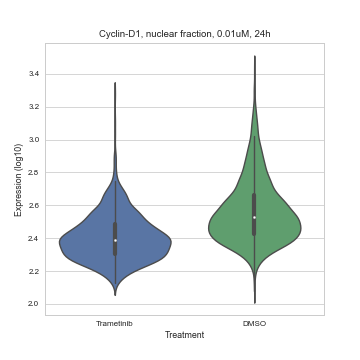 Cyclin-D1, nuclear fraction, 0.01uM, 24h
3.4
3.2
3.0
2.8
2.6
2.4
2.2
2.0
Expression (log10)
Trametinib DMSO
Treatment